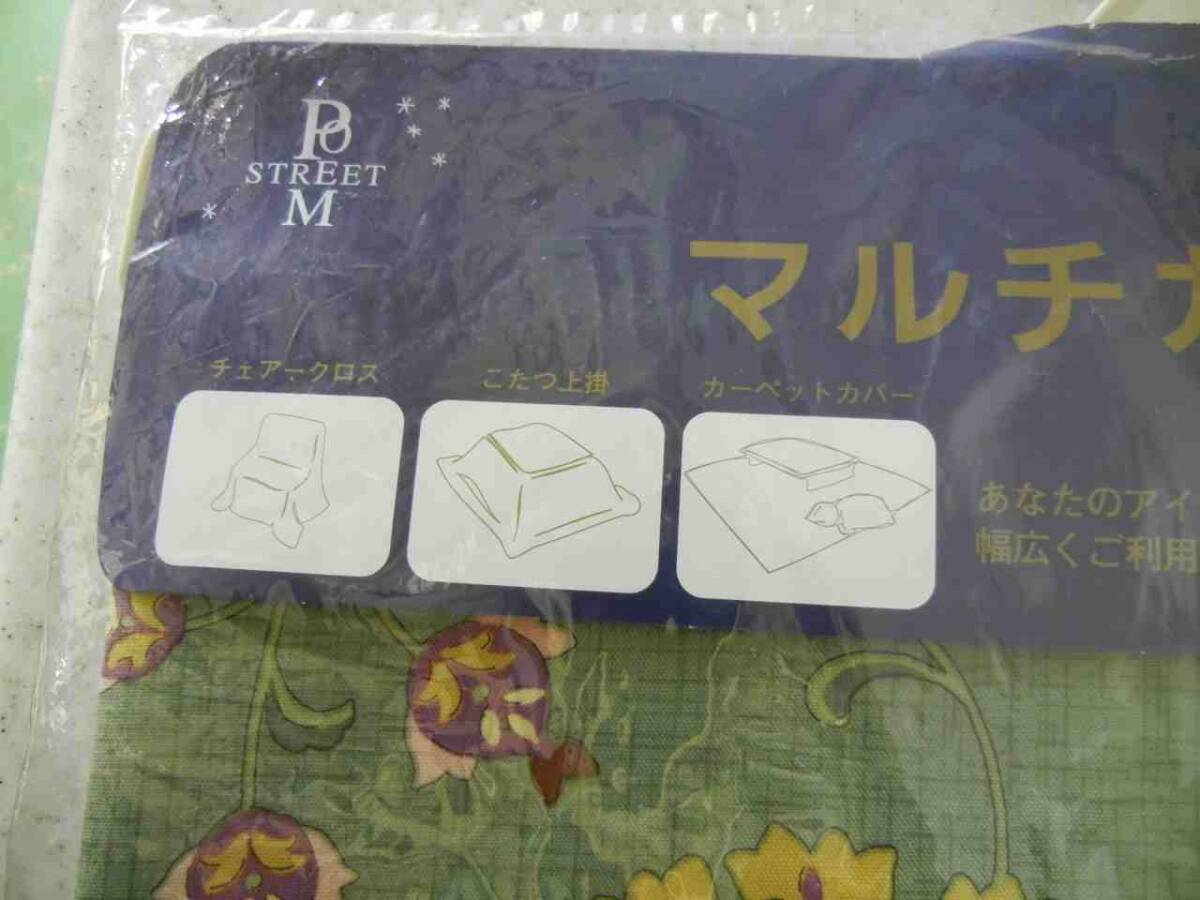 PO
STREET
M
マルチカ
チェアークロス
こたつ上掛
カーペットカバー
あなたのアイ
幅広くご利用